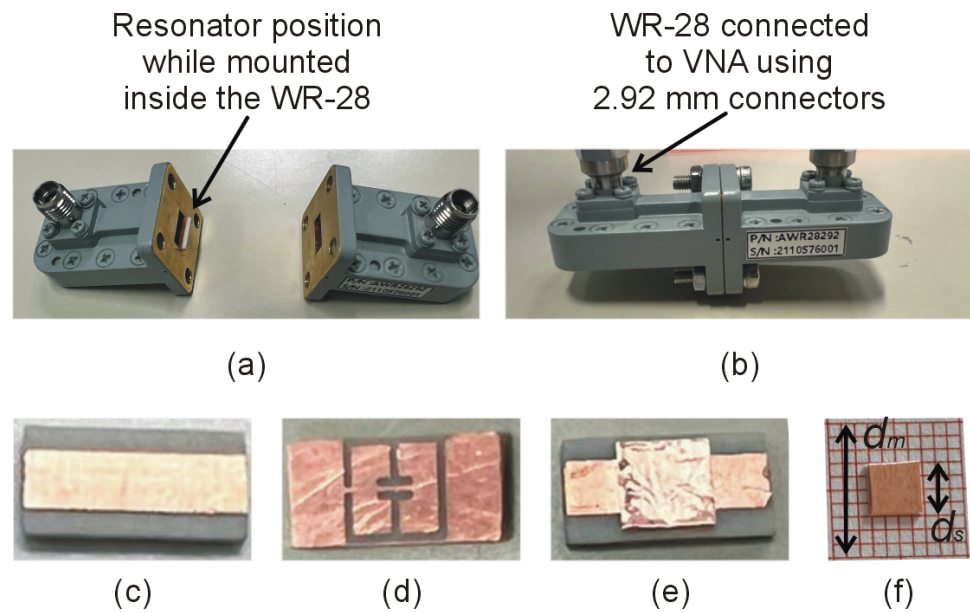 Resonator position
while mounted
inside the WR-28
WR-28 connected
to VNA using
2.92 mm connectors
P/N :AWR28292
S/N :2110S76001
(a)
(b)
dm
ds
(c)
(d)
(e)
(f)